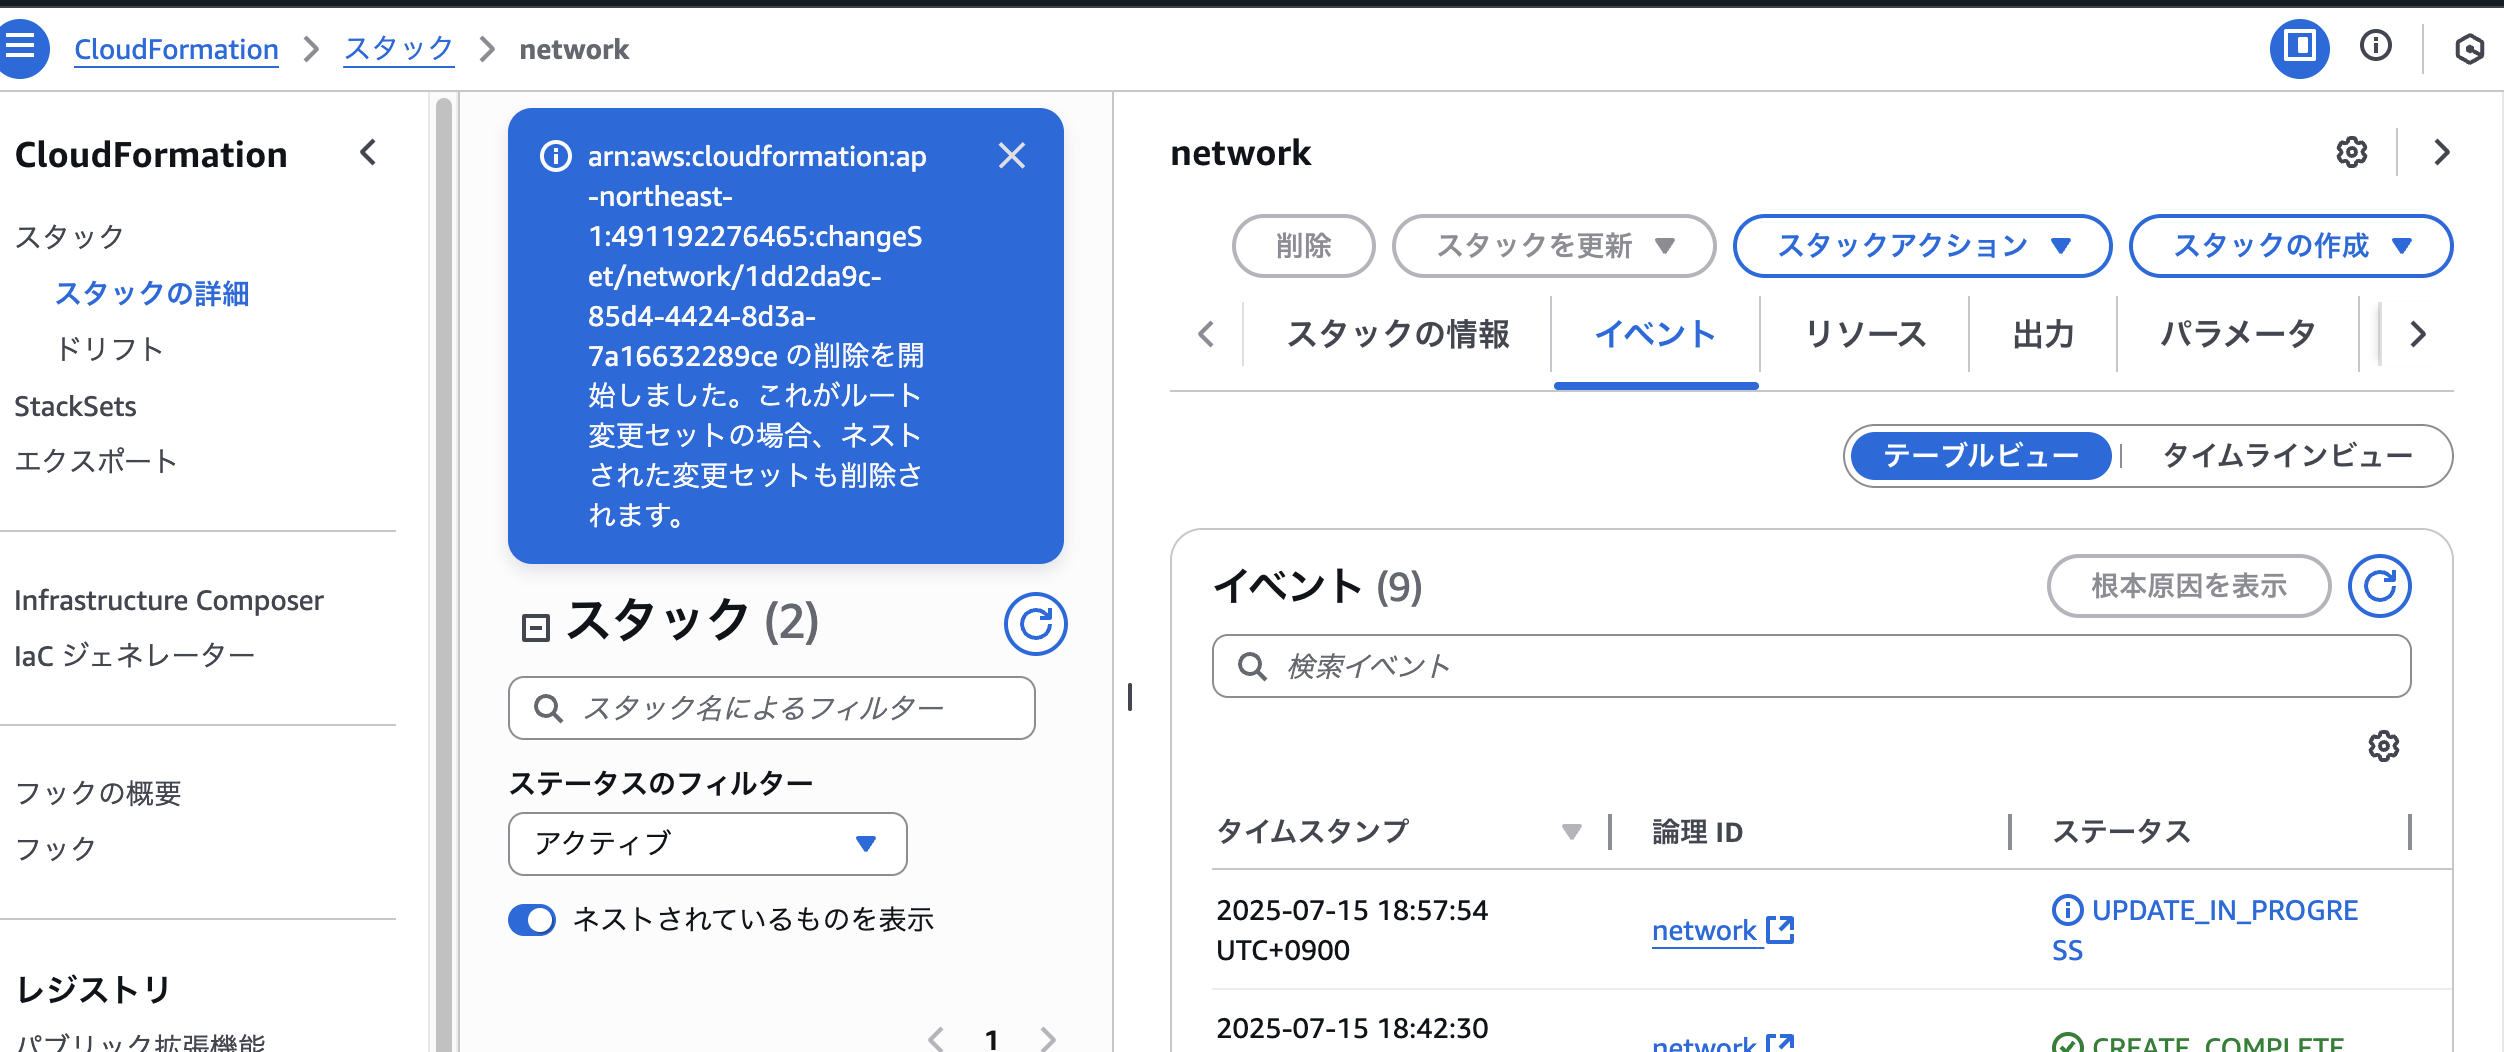 CloudFormation > スタック > network
CloudFormation
スタック
スタックの詳細
ドリフト
StackSets
エクスポート
Infrastructure Composer
IaC ジェネレーター
フックの概要
フック
レジストリ
パブリック拡張機能
arn:aws:cloudformation:ap
-northeast-
1:491192276465:changeS
et/network/1dd2da9c-
85d4-4424-8d3a-
7a16632289ce の削除を開
始しました。これがルート
変更セットの場合、ネスト
された変更セットも削除さ
れます。
スタック (2)
スタック名によるフィルター
ステータスのフィルター
アクティブ
ネストされているものを表示
1
network
削除 スタックを更新 スタックアクション スタックの作成
スタックの情報 イベント リソース 出力 パラメータ
テーブルビュー タイムラインビュー
イベント (9) 根本原因を表示
検索イベント
タイムスタンプ 論理 ID ステータス
2025-07-15 18:57:54
UTC+0900
network
UPDATE_IN_PROGRE
SS
2025-07-15 18:42:30
network
CREATE_COMPLETE